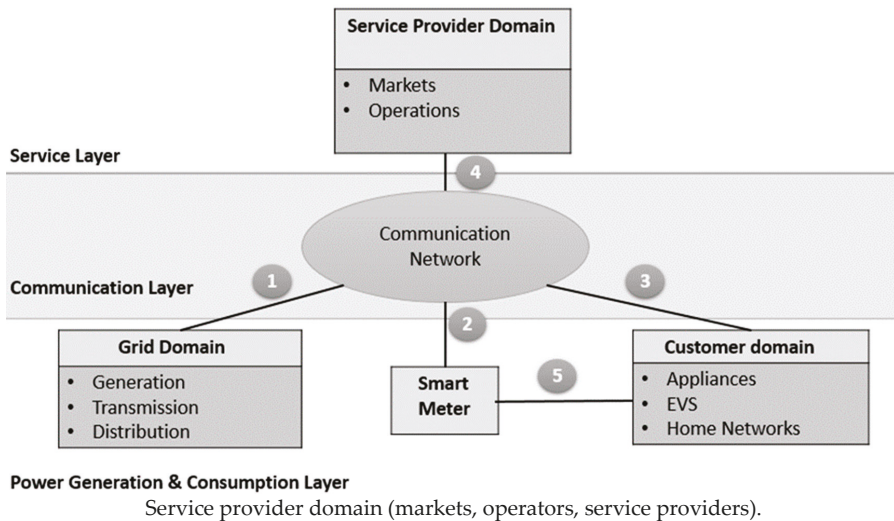 Service Provider Domain
• Markets
• Operations
Service Layer
4
Communication
Network
1
3
Communication Layer
2
Grid Domain
• Generation
• Transmission
• Distribution
Smart
Meter
5
Customer domain
• Appliances
• EVS
• Home Networks
Power Generation & Consumption Layer
Service provider domain (markets, operators, service providers).